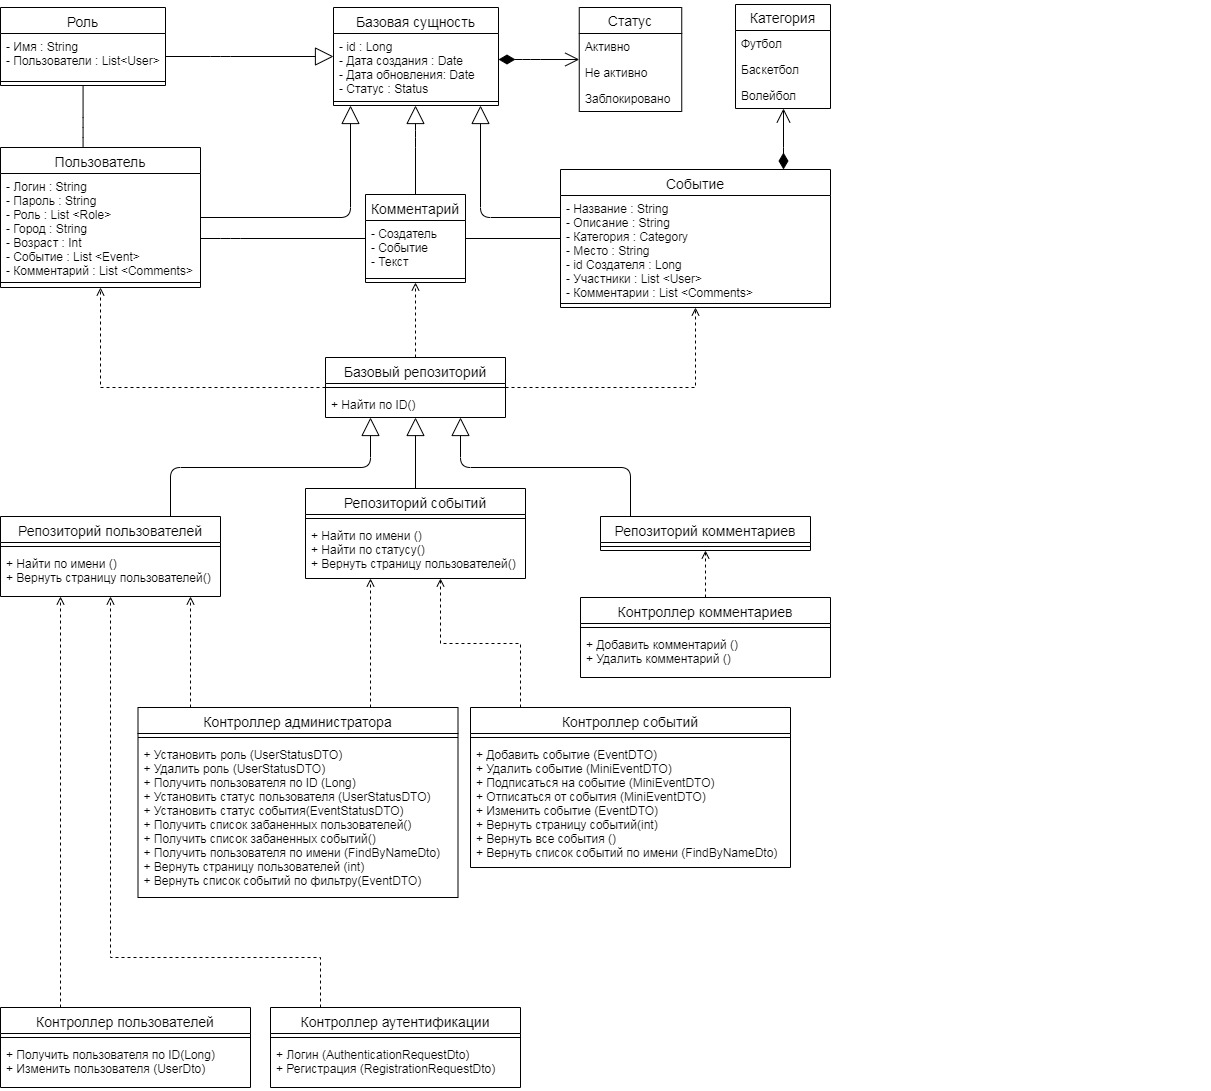 Роль
- Имя : String
- Пользователи : List<User>
Базовая сущность
- id : Long
- Дата создания : Date
- Дата обновления: Date
- Статус : Status
Статус
Активно
Не активно
Заблокировано
Категория
Футбол
Баскетбол
Волейбол
Пользователь
- Логин : String
- Пароль : String
- Роль : List <Role>
- Город : String
- Возраст : Int
- Событие : List <Event>
- Комментарий : List <Comments>
Комментарий
- Создатель
- Событие
- Текст
Событие
- Название : String
- Описание : String
- Категория : Category
- Место : String
- id Создателя : Long
- Участники : List <User>
- Комментарии : List <Comments>
Базовый репозиторий
+ Найти по ID()
Репозиторий пользователей
+ Найти по имени ()
+ Вернуть страницу пользователей()
Репозиторий событий
+ Найти по имени ()
+ Найти по статусу()
+ Вернуть страницу пользователей()
Репозиторий комментариев
Контроллер комментариев
+ Добавить комментарий ()
+ Удалить комментарий ()
Контроллер администратора
+ Установить роль (UserStatusDTO)
+ Удалить роль (UserStatusDTO)
+ Получить пользователя по ID (Long)
+ Установить статус пользователя (UserStatusDTO)
+ Установить статус события(EventStatusDTO)
+ Получить список забаненных пользователей()
+ Получить список забаненных событий()
+ Получить пользователя по имени (FindByNameDto)
+ Вернуть страницу пользователей (int)
+ Вернуть список событий по фильтру(EventDTO)
Контроллер событий
+ Добавить событие (EventDTO)
+ Удалить событие (MiniEventDTO)
+ Подписаться на событие (MiniEventDTO)
+ Отписаться от события (MiniEventDTO)
+ Изменить событие (EventDTO)
+ Вернуть страницу событий(int)
+ Вернуть все события ()
+ Вернуть список событий по имени (FindByNameDto)
Контроллер пользователей
+ Получить пользователя по ID(Long)
+ Изменить пользователя (UserDto)
Контроллер аутентификации
+ Логин (AuthenticationRequestDto)
+ Регистрация (RegistrationRequestDto)